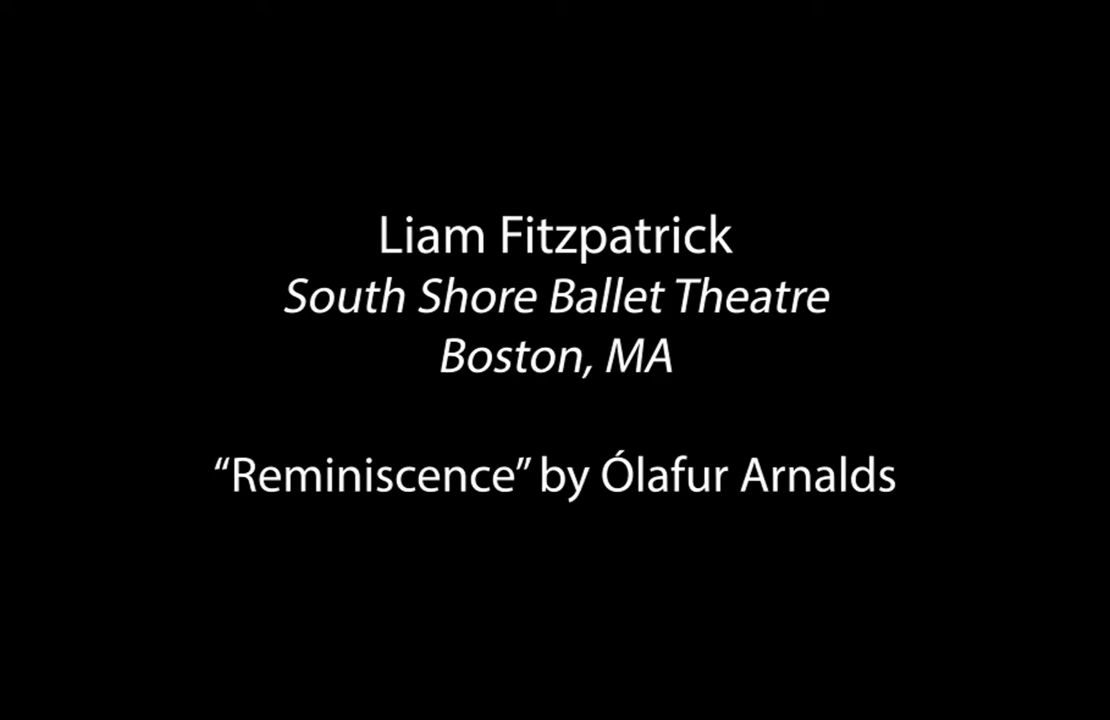 Liam Fitzpatrick
South Shore Ballet Theatre
Boston, MA
“Reminiscence” by Ólafur Arnalds